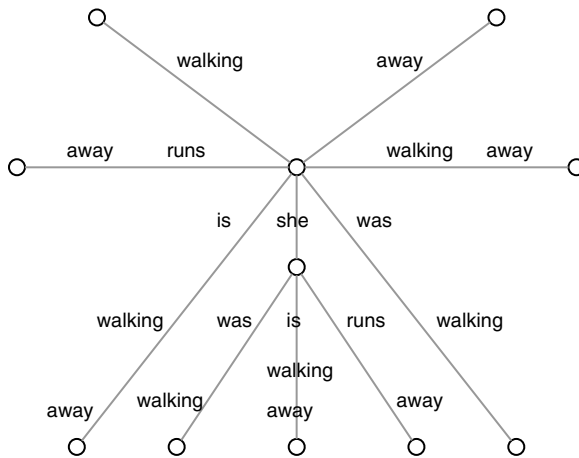 walking away
away runs walking away
is she was
walking was is runs walking
walking
walking
away away away